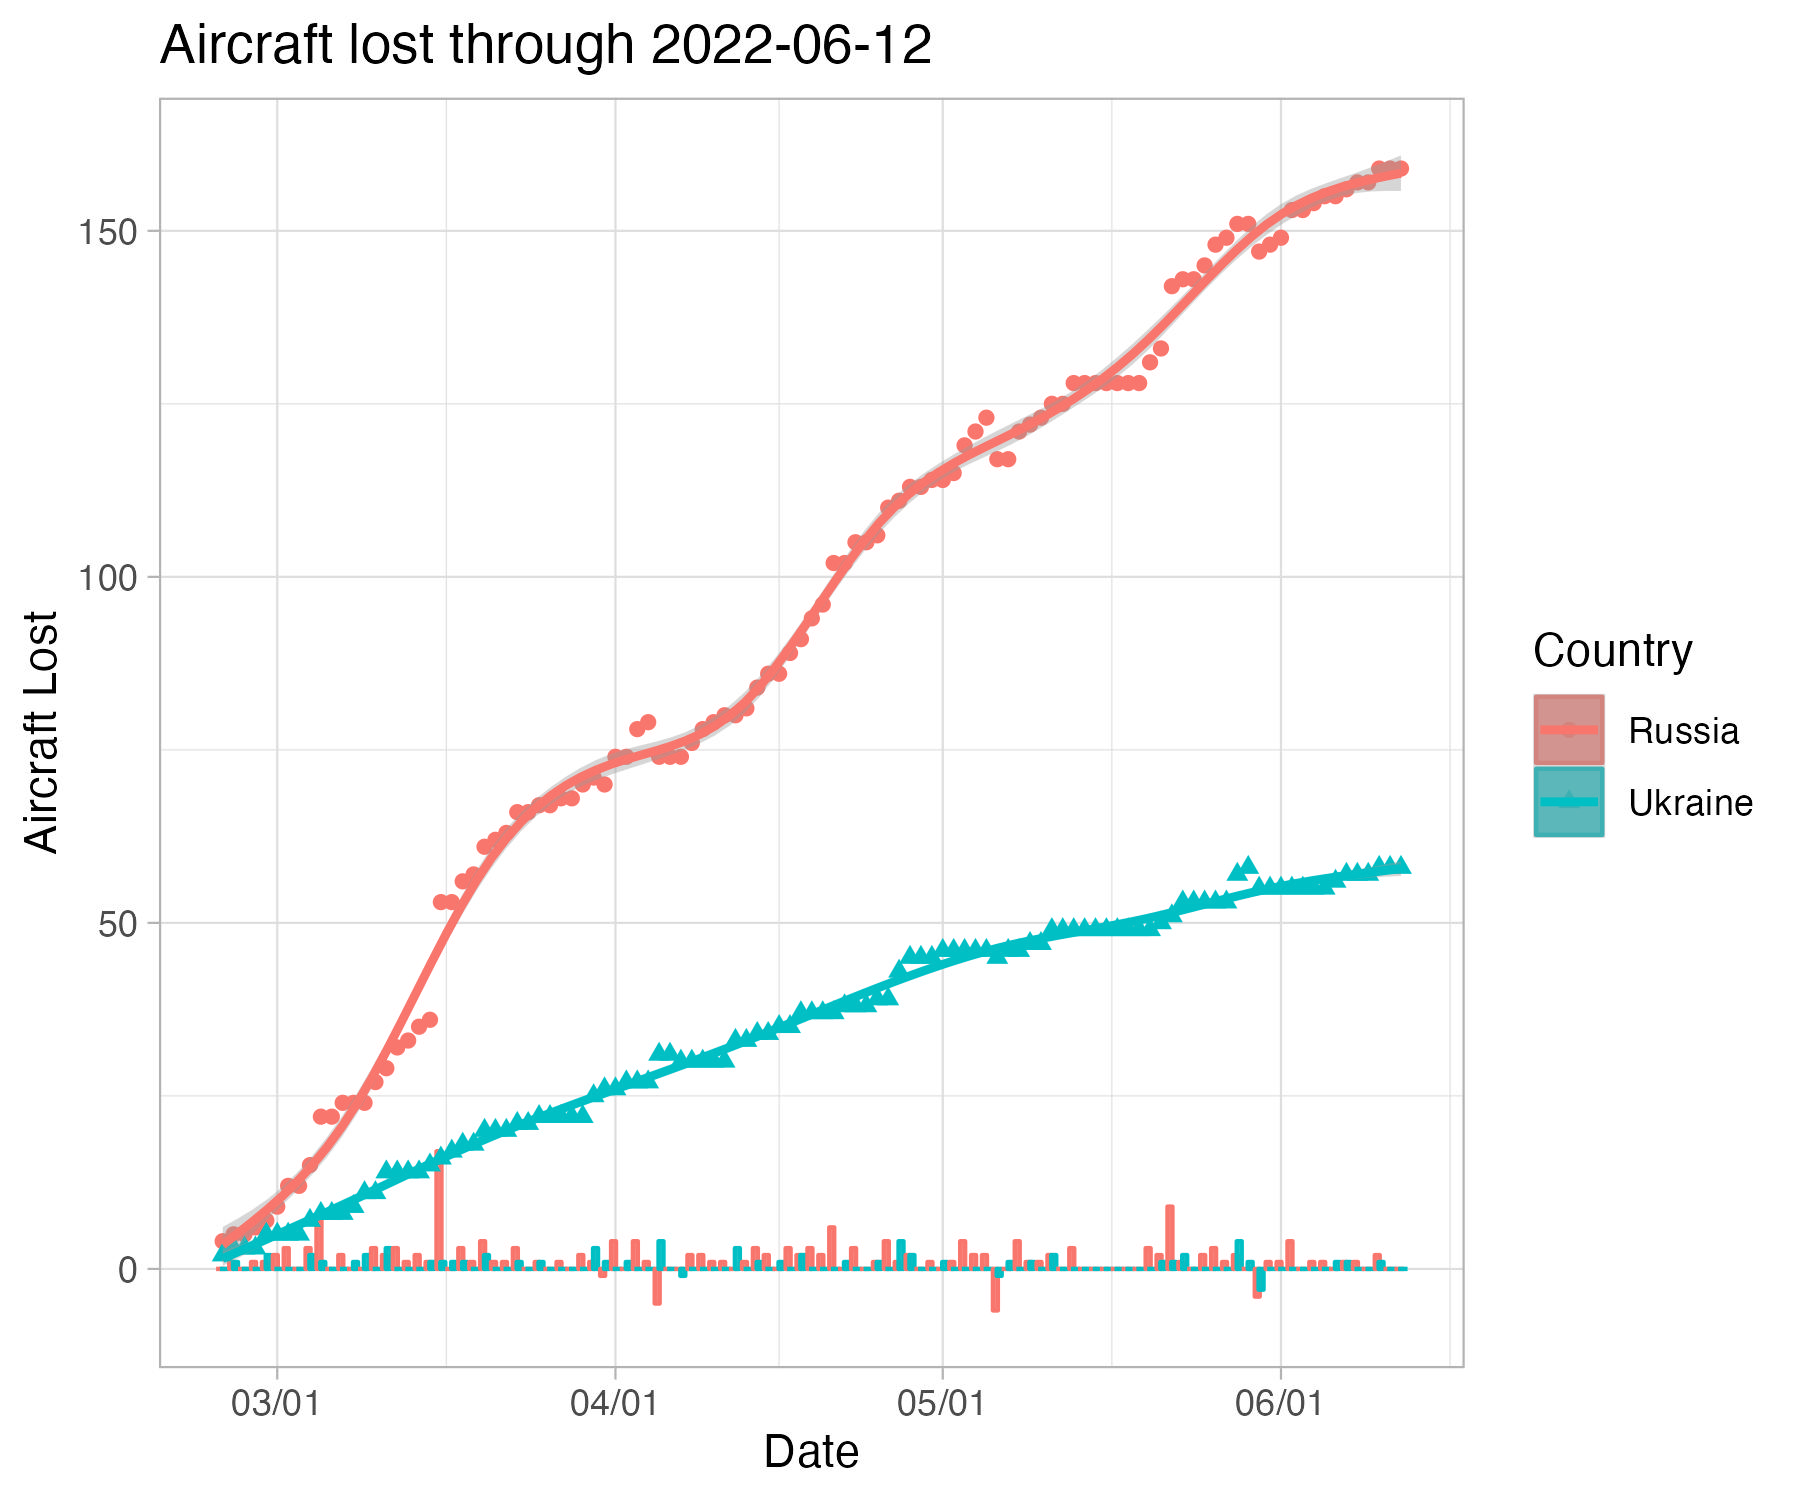 Aircraft lost through 2022-06-12
Aircraft Lost
150
100
50
0
03/01
04/01
05/01
06/01
Date
Country
Russia
Ukraine